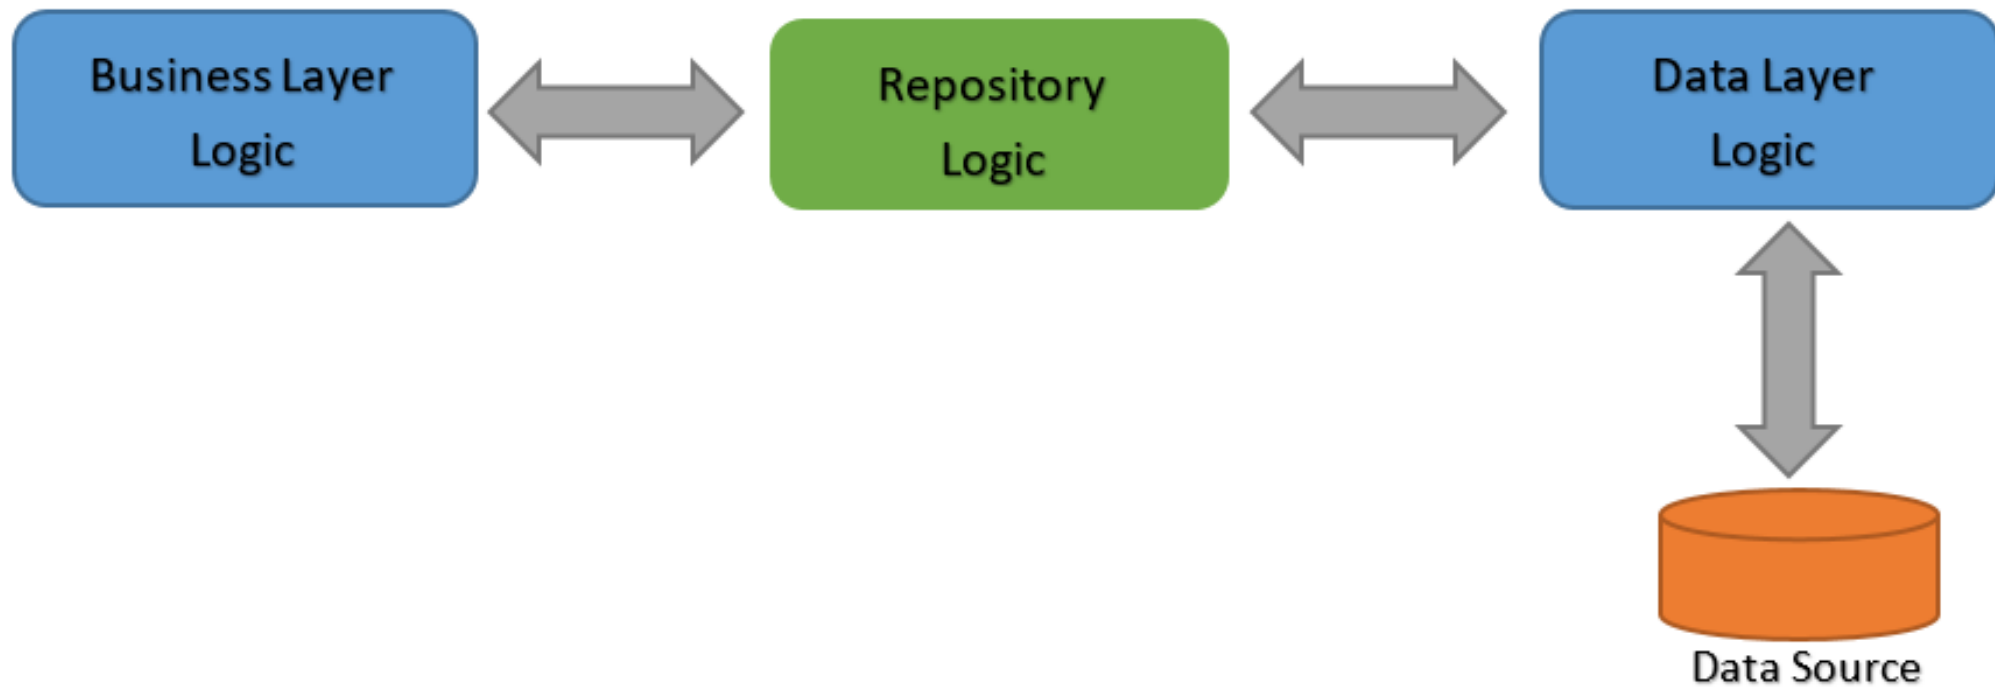 Business Layer
Logic
Repository
Logic
Data Layer
Logic
Data Source